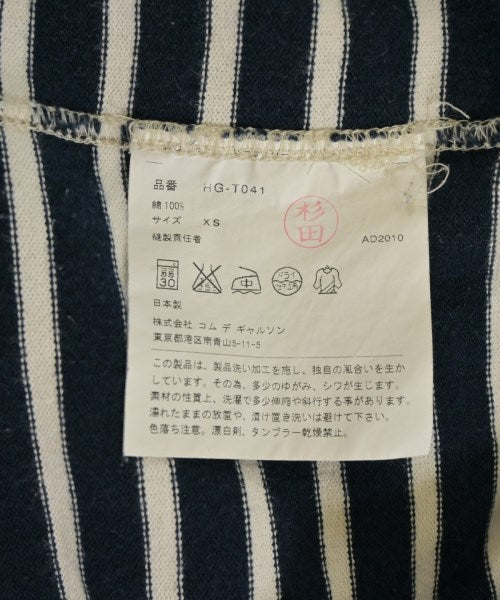 品番 HG-T041
綿 100%
サイズ XS
縫製責任者
杉田
AD2010
30
中
ドライ
日本製
株式会社 コム デ ギャルソン
東京都港区南青山5-11-5
この製品は、製品洗い加工を施し、独自の風合いを生か
しています。その為、多少のゆがみ、シワが生じます。
素材の性質上、洗濯で多少伸縮や斜行する事があります。
濡れたままの放置や、漬け置き洗いは避けて下さい。
色落ち注意。漂白剤、タンブラー乾燥禁止。